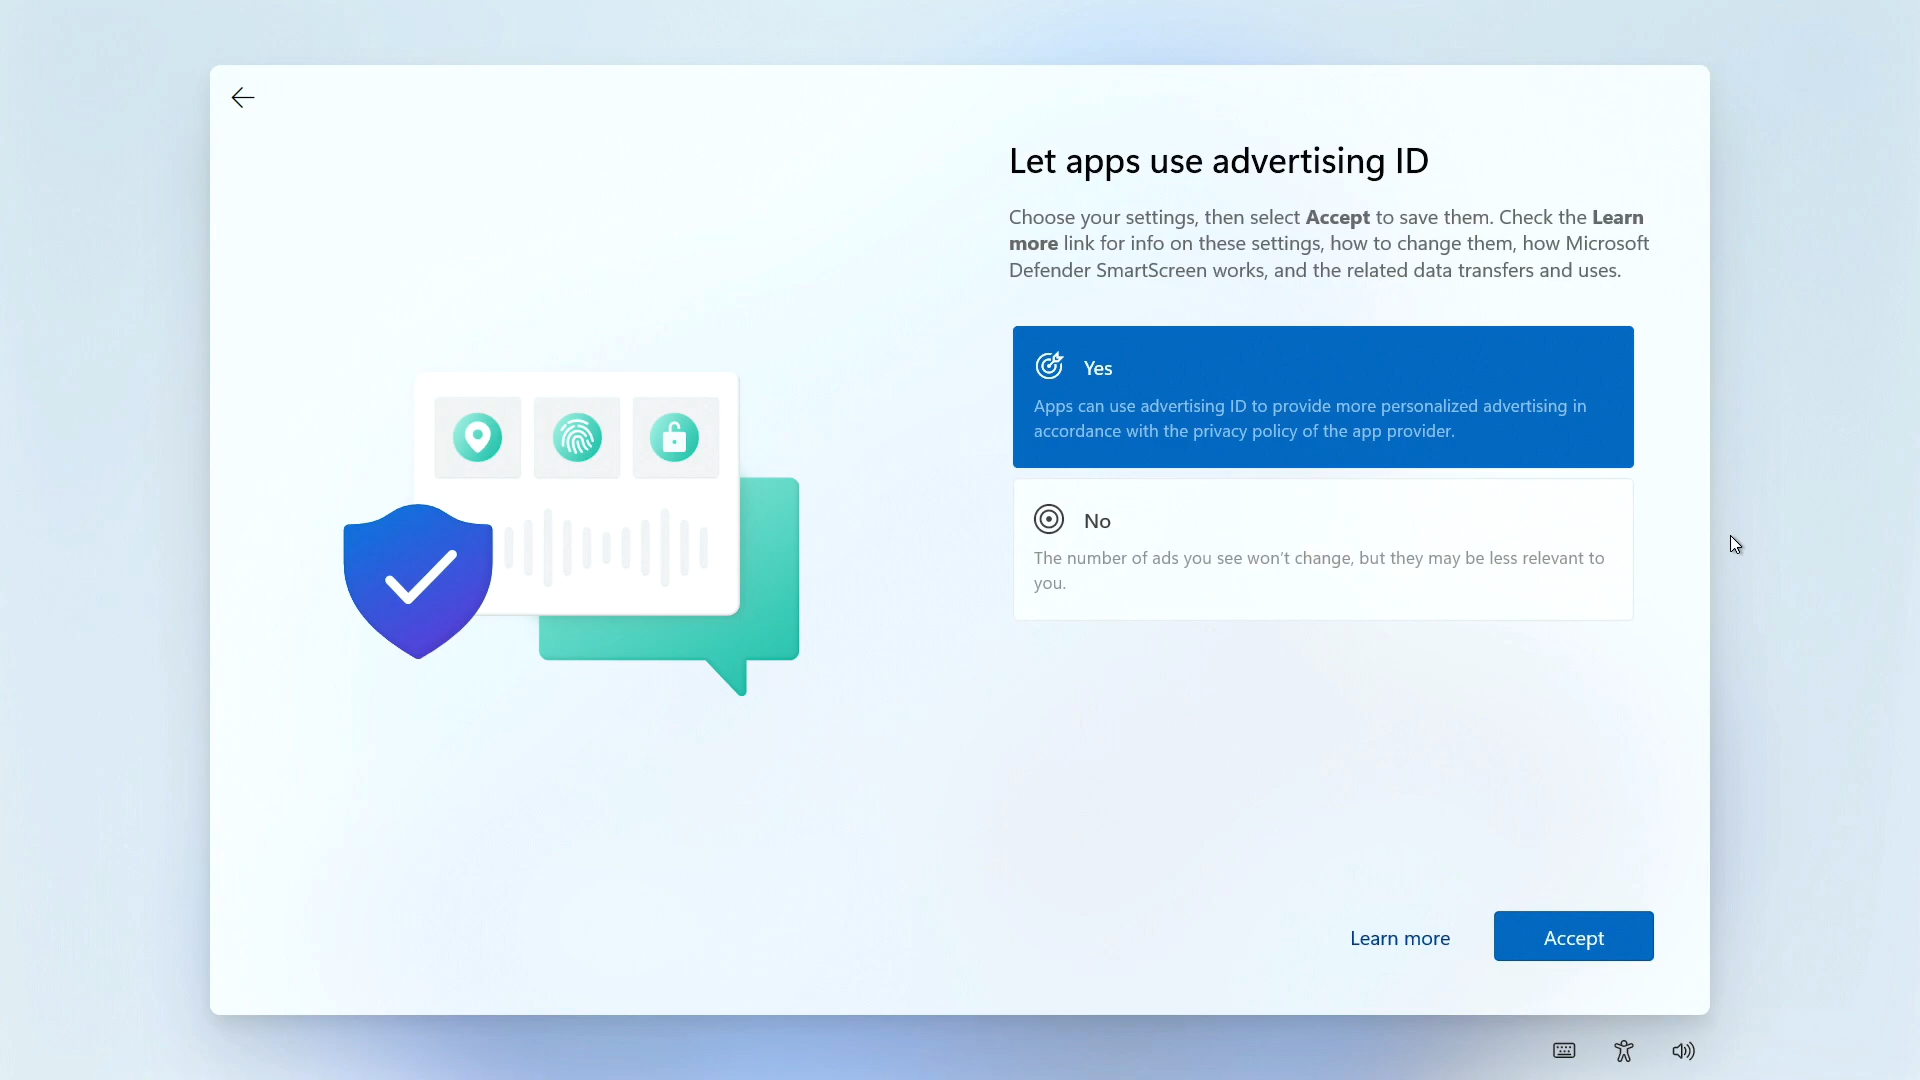 Let apps use advertising ID
Choose your settings, then select Accept to save them. Check the Learn
more link for info on these settings, how to change them, how Microsoft
Defender SmartScreen works, and the related data transfers and uses.
Yes
Apps can use advertising ID to provide more personalized advertising in
accordance with the privacy policy of the app provider.
No
The number of ads you see won’t change, but they may be less relevant to
you.
Learn more
Accept